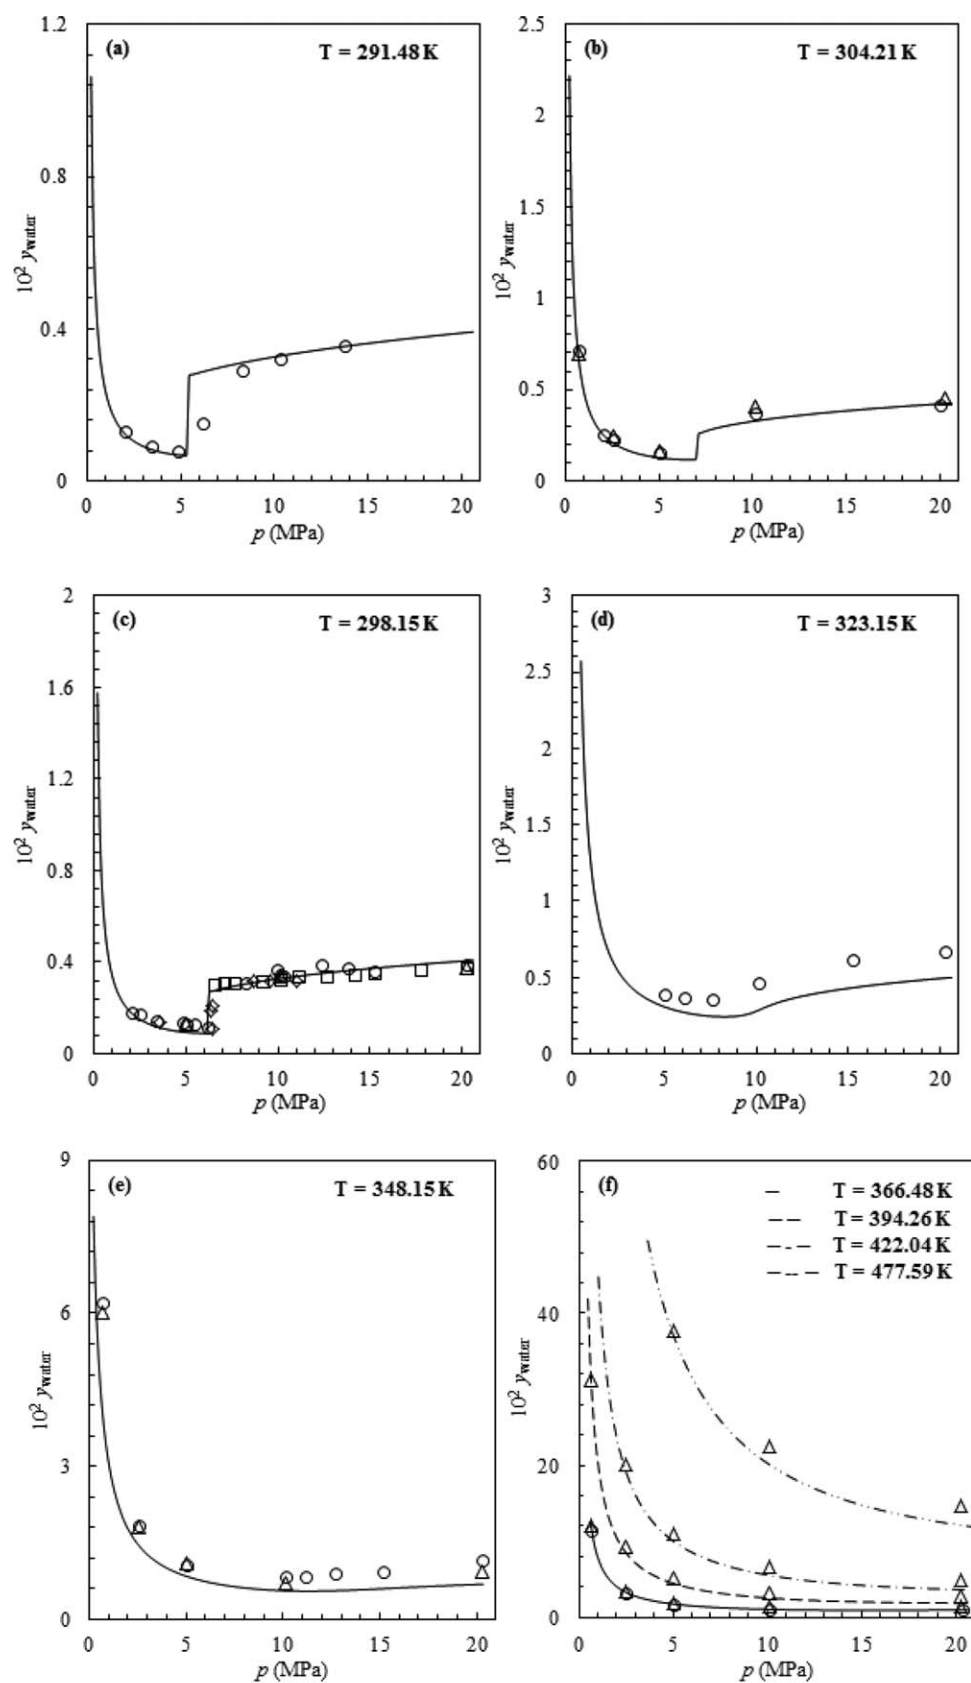 (a) T = 291.48 K
1.2
0.8
0.4
0
10² y_water
0 5 10 15 20
p (MPa)
(b) T = 304.21 K
2.5
2
1.5
1
0.5
0
10² y_water
0 5 10 15 20
p (MPa)
(c) T = 298.15 K
2
1.6
1.2
0.8
0.4
0
10² y_water
0 5 10 15 20
p (MPa)
(d) T = 323.15 K
3
2.5
2
1.5
1
0.5
0
10² y_water
0 5 10 15 20
p (MPa)
(e) T = 348.15 K
9
6
3
0
10² y_water
0 5 10 15 20
p (MPa)
(f) T = 366.48 K
T = 394.26 K
T = 422.04 K
T = 477.59 K
60
40
20
0
10² y_water
0 5 10 15 20
p (MPa)